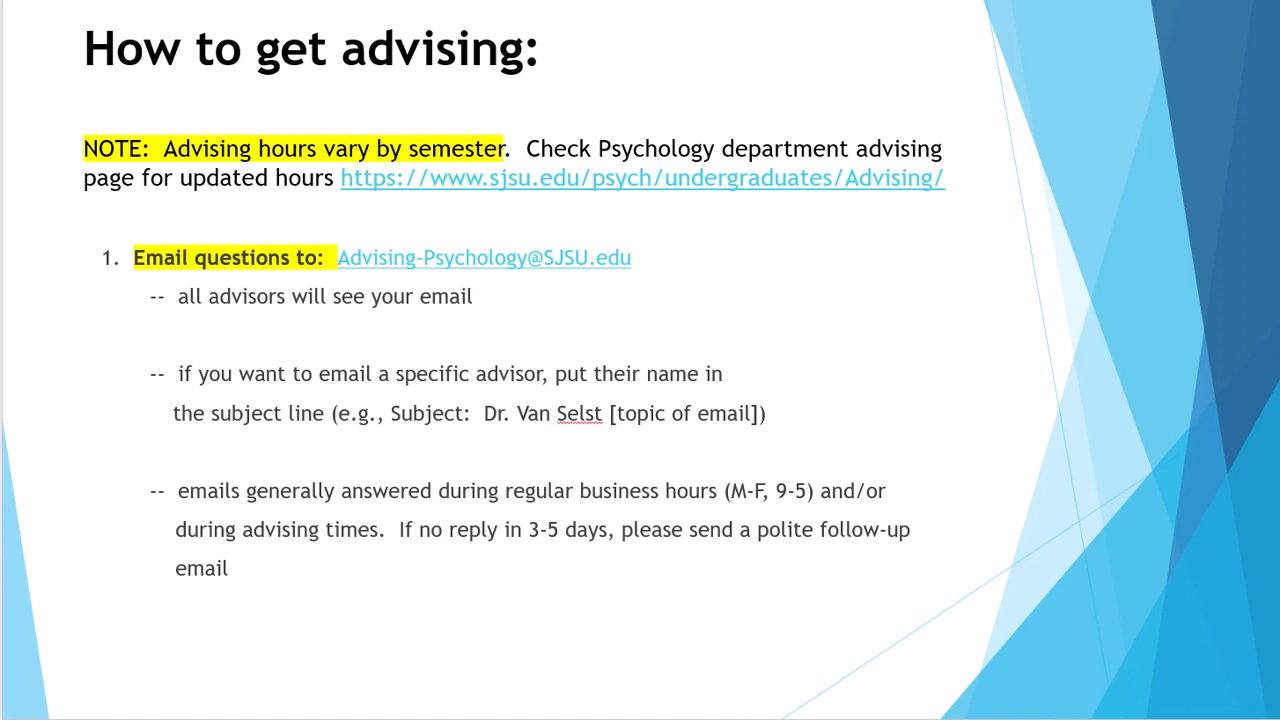 How to get advising:
NOTE:  Advising hours vary by semester.  Check Psychology department advising
page for updated hours https://www.sjsu.edu/psych/undergraduates/Advising/
1. Email questions to:  Advising-Psychology@SJSU.edu
-- all advisors will see your email
-- if you want to email a specific advisor, put their name in
the subject line (e.g., Subject:  Dr. Van Selst [topic of email])
-- emails generally answered during regular business hours (M-F, 9-5) and/or
during advising times.  If no reply in 3-5 days, please send a polite follow-up
email